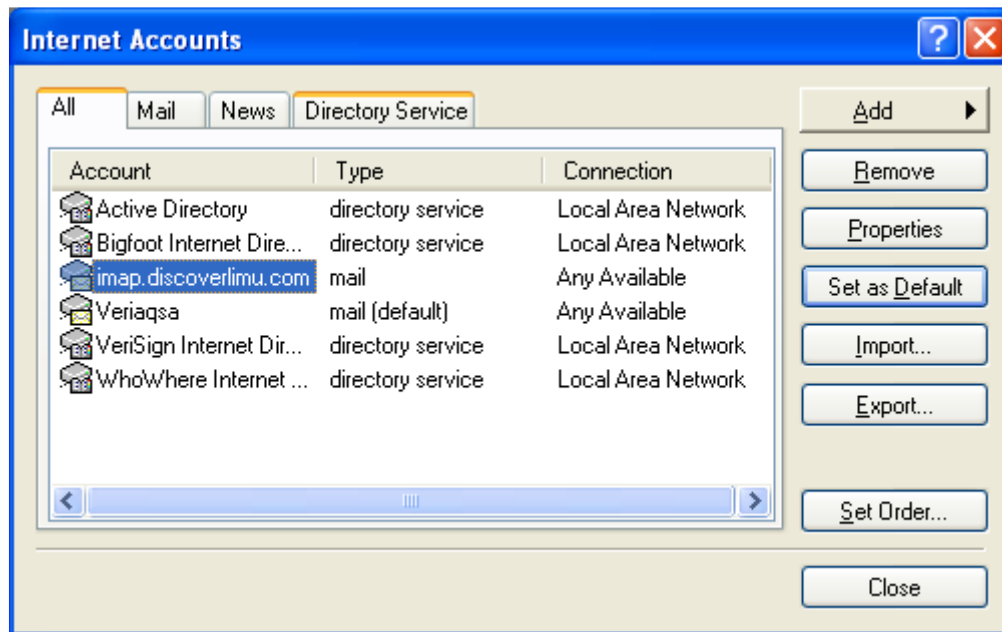 Internet Accounts
All Mail News Directory Service
Account Type Connection
Active Directory directory service Local Area Network
Bigfoot Internet Dire... directory service Local Area Network
imap.discoverlimu.com mail Any Available
Veriaqsa mail (default) Any Available
VeriSign Internet Dir... directory service Local Area Network
WhoWhere Internet ... directory service Local Area Network
Add
Remove
Properties
Set as Default
Import...
Export...
Set Order...
Close